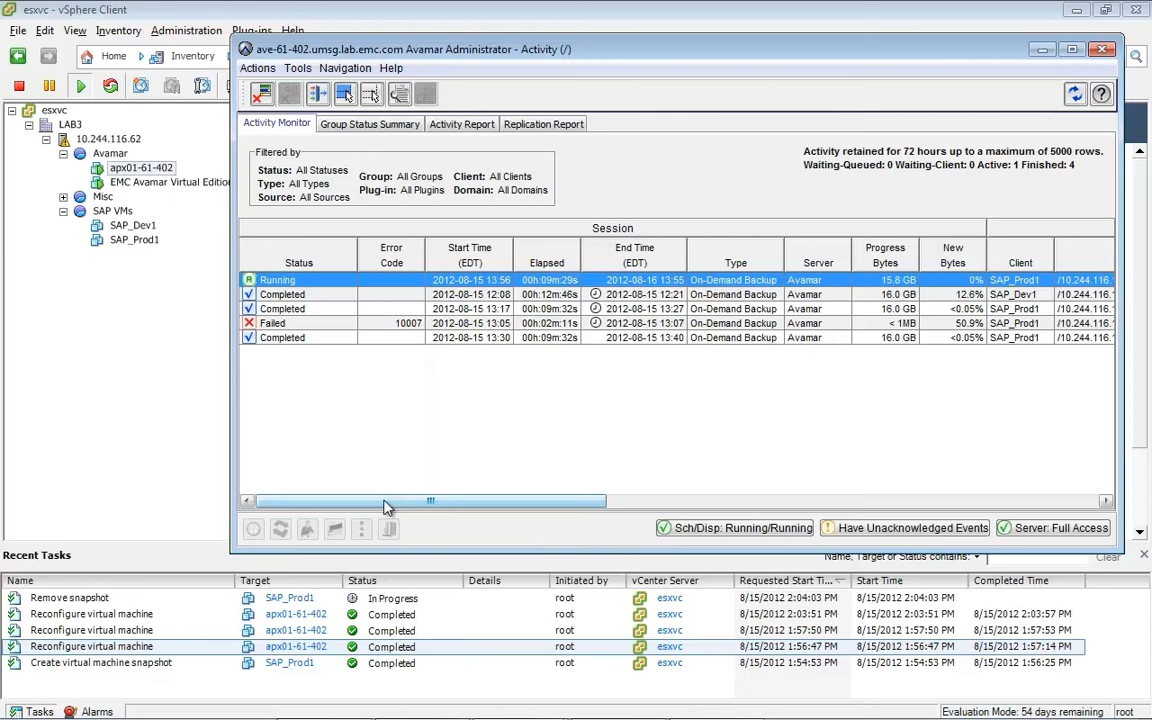 esxvc - vSphere Client
File Edit View Inventory Administration Plug-ins Help
Home Inventory
esxvc
LAB3
10.244.116.62
Avamar
apx01-61-402
EMC Avamar Virtual Edition
Misc
SAP VMs
SAP_Dev1
SAP_Prod1
ave-61-402.umsg.lab.emc.com Avamar Administrator - Activity (/)
Actions Tools Navigation Help
Activity Monitor Group Status Summary Activity Report Replication Report
Filtered by
Status: All Statuses
Type: All Types
Source: All Sources
Group: All Groups
Plug-in: All Plugins
Client: All Clients
Domain: All Domains
Activity retained for 72 hours up to a maximum of 5000 rows.
Waiting-Queued: 0 Waiting-Client: 0 Active: 1 Finished: 4
Session
Status Error Code Start Time (EDT) Elapsed End Time (EDT) Type Server Progress Bytes New Bytes Client
R Running 2012-08-15 13:56 00h:09m:29s 2012-08-16 13:55 On-Demand Backup Avamar 15.8 GB 0% SAP_Prod1 /10.244.116.
Completed 2012-08-15 12:08 00h:12m:46s 2012-08-15 12:21 On-Demand Backup Avamar 16.0 GB 12.6% SAP_Dev1 /10.244.116.
Completed 2012-08-15 13:17 00h:09m:32s 2012-08-15 13:27 On-Demand Backup Avamar 16.0 GB <0.05% SAP_Prod1 /10.244.116.
Failed 10007 2012-08-15 13:05 00h:02m:11s 2012-08-15 13:07 On-Demand Backup Avamar < 1MB 50.9% SAP_Prod1 /10.244.116.
Completed 2012-08-15 13:30 00h:09m:32s 2012-08-15 13:40 On-Demand Backup Avamar 16.0 GB <0.05% SAP_Prod1 /10.244.116.
Sch/Disp: Running/Running Have Unacknowledged Events Server: Full Access
Recent Tasks
Name, Target or Status contains: Clear
Name Target Status Details Initiated by vCenter Server Requested Start Ti... Start Time Completed Time
Remove snapshot SAP_Prod1 In Progress root esxvc 8/15/2012 2:04:03 PM 8/15/2012 2:04:03 PM
Reconfigure virtual machine apx01-61-402 Completed root esxvc 8/15/2012 2:03:51 PM 8/15/2012 2:03:51 PM 8/15/2012 2:03:57 PM
Reconfigure virtual machine apx01-61-402 Completed root esxvc 8/15/2012 1:57:50 PM 8/15/2012 1:57:50 PM 8/15/2012 1:57:53 PM
Reconfigure virtual machine apx01-61-402 Completed root esxvc 8/15/2012 1:56:47 PM 8/15/2012 1:56:47 PM 8/15/2012 1:57:14 PM
Create virtual machine snapshot SAP_Prod1 Completed root esxvc 8/15/2012 1:54:53 PM 8/15/2012 1:54:53 PM 8/15/2012 1:56:25 PM
Tasks Alarms Evaluation Mode: 54 days remaining root